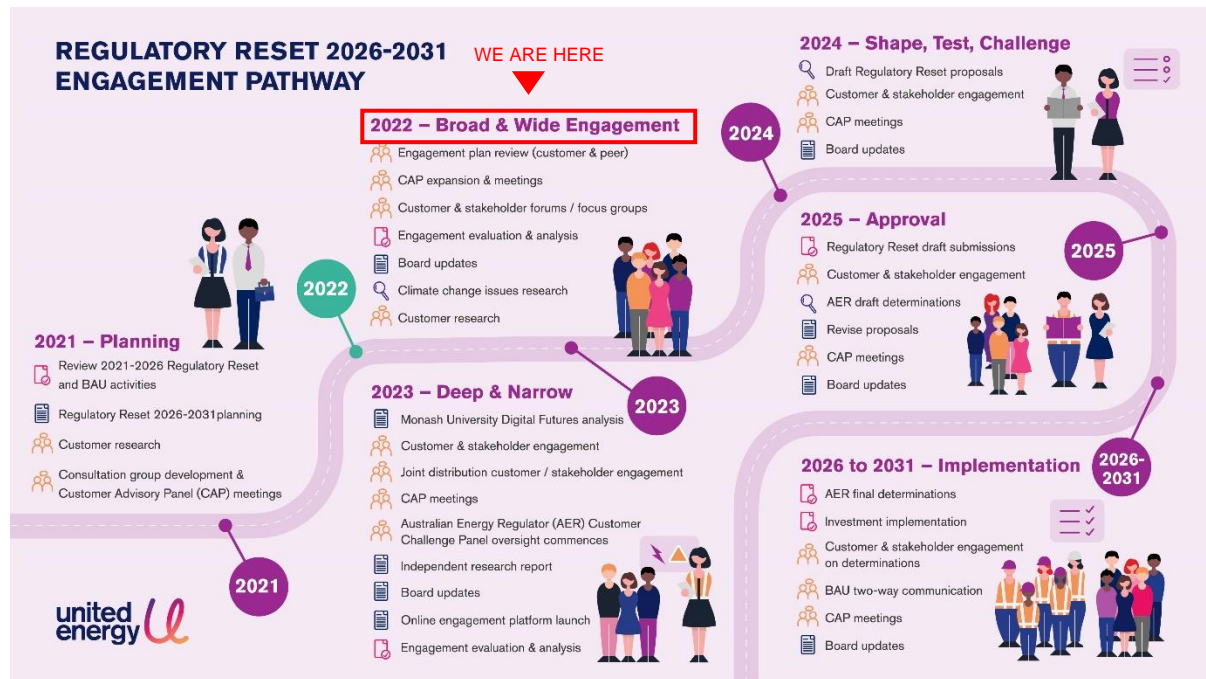 REGULATORY RESET 2026-2031
ENGAGEMENT PATHWAY
WE ARE HERE
2021 – Planning
Review 2021-2026 Regulatory Reset
and BAU activities
Regulatory Reset 2026-2031planning
Customer research
Consultation group development &
Customer Advisory Panel (CAP) meetings
2021
2022 – Broad & Wide Engagement
Engagement plan review (customer & peer)
CAP expansion & meetings
Customer & stakeholder forums / focus groups
Engagement evaluation & analysis
Board updates
Climate change issues research
Customer research
2022
2023 – Deep & Narrow
Monash University Digital Futures analysis
Customer & stakeholder engagement
Joint distribution customer / stakeholder engagement
CAP meetings
Australian Energy Regulator (AER) Customer
Challenge Panel oversight commences
Independent research report
Board updates
Online engagement platform launch
Engagement evaluation & analysis
2023
2024 – Shape, Test, Challenge
Draft Regulatory Reset proposals
Customer & stakeholder engagement
CAP meetings
Board updates
2024
2025 – Approval
Regulatory Reset draft submissions
Customer & stakeholder engagement
AER draft determinations
Revise proposals
CAP meetings
Board updates
2025
2026 to 2031 – Implementation
AER final determinations
Investment implementation
Customer & stakeholder engagement
on determinations
BAU two-way communication
CAP meetings
Board updates
2026-
2031
united
energy